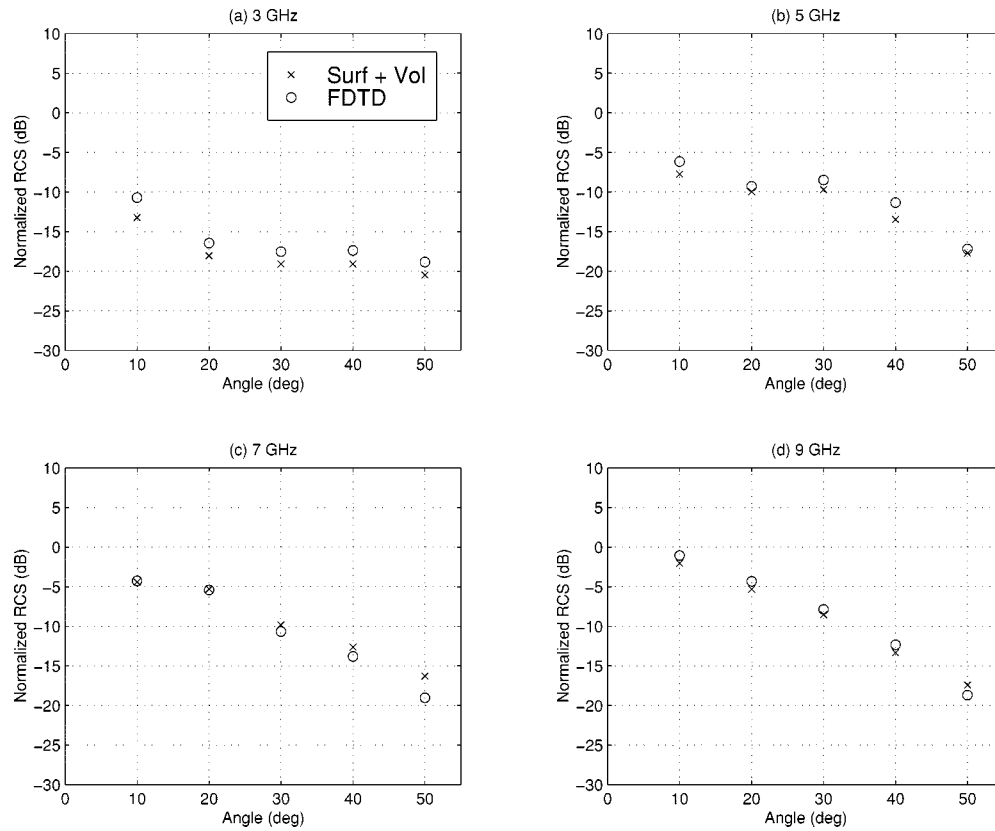 (a) 3 GHz
10
5
0
−5
−10
−15
−20
−25
−30
0 10 20 30 40 50
Normalized RCS (dB)
Angle (deg)
× Surf + Vol
○ FDTD
(b) 5 GHz
10
5
0
−5
−10
−15
−20
−25
−30
0 10 20 30 40 50
Normalized RCS (dB)
Angle (deg)
(c) 7 GHz
10
5
0
−5
−10
−15
−20
−25
−30
0 10 20 30 40 50
Normalized RCS (dB)
Angle (deg)
(d) 9 GHz
10
5
0
−5
−10
−15
−20
−25
−30
0 10 20 30 40 50
Normalized RCS (dB)
Angle (deg)